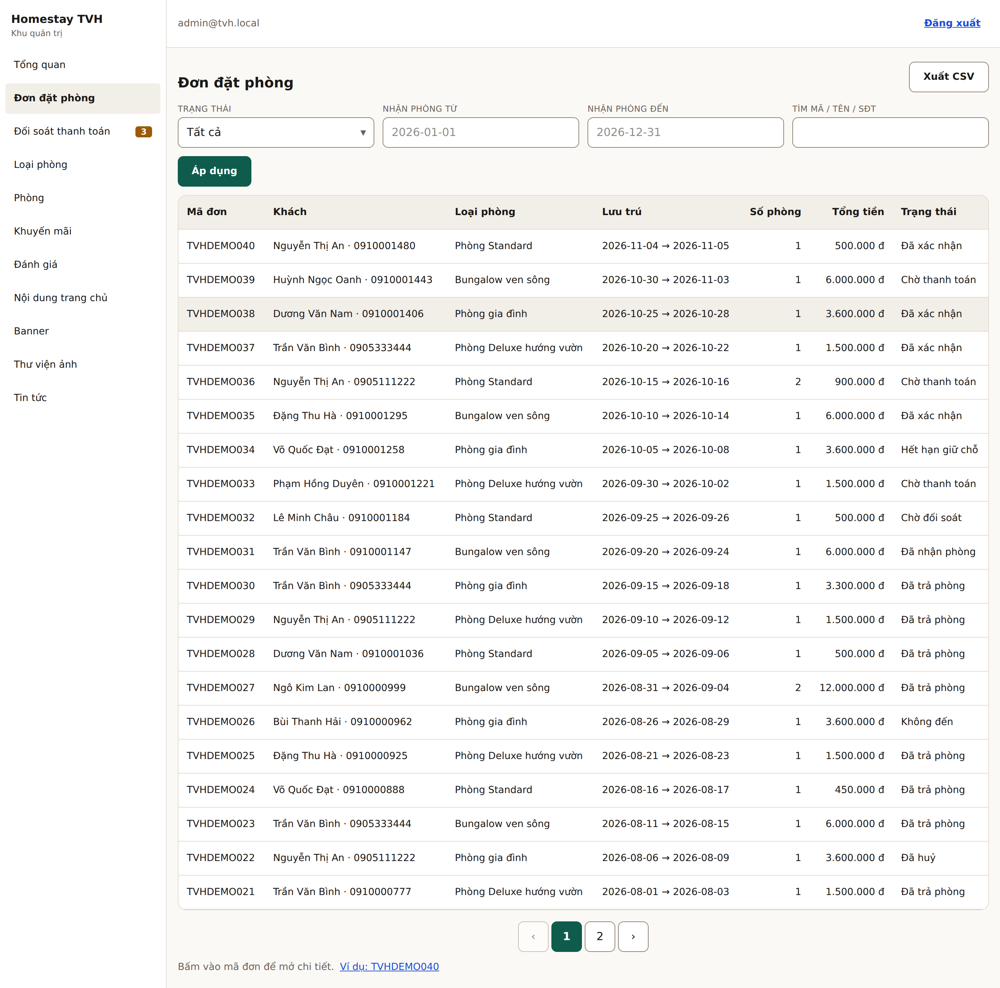 Homestay TVH
Khu quản trị
Tổng quan
Đơn đặt phòng
Đối soát thanh toán 3
Loại phòng
Phòng
Khuyến mãi
Đánh giá
Nội dung trang chủ
Banner
Thư viện ảnh
Tin tức
admin@tvh.local Đăng xuất
Đơn đặt phòng Xuất CSV
TRẠNG THÁI NHẬN PHÒNG TỪ NHẬN PHÒNG ĐẾN TÌM MÃ / TÊN / SĐT
Tất cả ▾ 2026-01-01 2026-12-31
Áp dụng
Mã đơn Khách Loại phòng Lưu trú Số phòng Tổng tiền Trạng thái
TVHDEMO040 Nguyễn Thị An · 0910001480 Phòng Standard 2026-11-04 → 2026-11-05 1 500.000 đ Đã xác nhận
TVHDEMO039 Huỳnh Ngọc Oanh · 0910001443 Bungalow ven sông 2026-10-30 → 2026-11-03 1 6.000.000 đ Chờ thanh toán
TVHDEMO038 Dương Văn Nam · 0910001406 Phòng gia đình 2026-10-25 → 2026-10-28 1 3.600.000 đ Đã xác nhận
TVHDEMO037 Trần Văn Bình · 0905333444 Phòng Deluxe hướng vườn 2026-10-20 → 2026-10-22 1 1.500.000 đ Đã xác nhận
TVHDEMO036 Nguyễn Thị An · 0905111222 Phòng Standard 2026-10-15 → 2026-10-16 2 900.000 đ Chờ thanh toán
TVHDEMO035 Đặng Thu Hà · 0910001295 Bungalow ven sông 2026-10-10 → 2026-10-14 1 6.000.000 đ Đã xác nhận
TVHDEMO034 Võ Quốc Đạt · 0910001258 Phòng gia đình 2026-10-05 → 2026-10-08 1 3.600.000 đ Hết hạn giữ chỗ
TVHDEMO033 Phạm Hồng Duyên · 0910001221 Phòng Deluxe hướng vườn 2026-09-30 → 2026-10-02 1 1.500.000 đ Chờ thanh toán
TVHDEMO032 Lê Minh Châu · 0910001184 Phòng Standard 2026-09-25 → 2026-09-26 1 500.000 đ Chờ đối soát
TVHDEMO031 Trần Văn Bình · 0910001147 Bungalow ven sông 2026-09-20 → 2026-09-24 1 6.000.000 đ Đã nhận phòng
TVHDEMO030 Trần Văn Bình · 0905333444 Phòng gia đình 2026-09-15 → 2026-09-18 1 3.300.000 đ Đã trả phòng
TVHDEMO029 Nguyễn Thị An · 0905111222 Phòng Deluxe hướng vườn 2026-09-10 → 2026-09-12 1 1.500.000 đ Đã trả phòng
TVHDEMO028 Dương Văn Nam · 0910001036 Phòng Standard 2026-09-05 → 2026-09-06 1 500.000 đ Đã trả phòng
TVHDEMO027 Ngô Kim Lan · 0910000999 Bungalow ven sông 2026-08-31 → 2026-09-04 2 12.000.000 đ Đã trả phòng
TVHDEMO026 Bùi Thanh Hải · 0910000962 Phòng gia đình 2026-08-26 → 2026-08-29 1 3.600.000 đ Không đến
TVHDEMO025 Đặng Thu Hà · 0910000925 Phòng Deluxe hướng vườn 2026-08-21 → 2026-08-23 1 1.500.000 đ Đã trả phòng
TVHDEMO024 Võ Quốc Đạt · 0910000888 Phòng Standard 2026-08-16 → 2026-08-17 1 450.000 đ Đã trả phòng
TVHDEMO023 Trần Văn Bình · 0905333444 Bungalow ven sông 2026-08-11 → 2026-08-15 1 6.000.000 đ Đã trả phòng
TVHDEMO022 Nguyễn Thị An · 0905111222 Phòng gia đình 2026-08-06 → 2026-08-09 1 3.600.000 đ Đã huỷ
TVHDEMO021 Trần Văn Bình · 0910000777 Phòng Deluxe hướng vườn 2026-08-01 → 2026-08-03 1 1.500.000 đ Đã trả phòng
‹ 1 2 ›
Bấm vào mã đơn để mở chi tiết. Ví dụ: TVHDEMO040